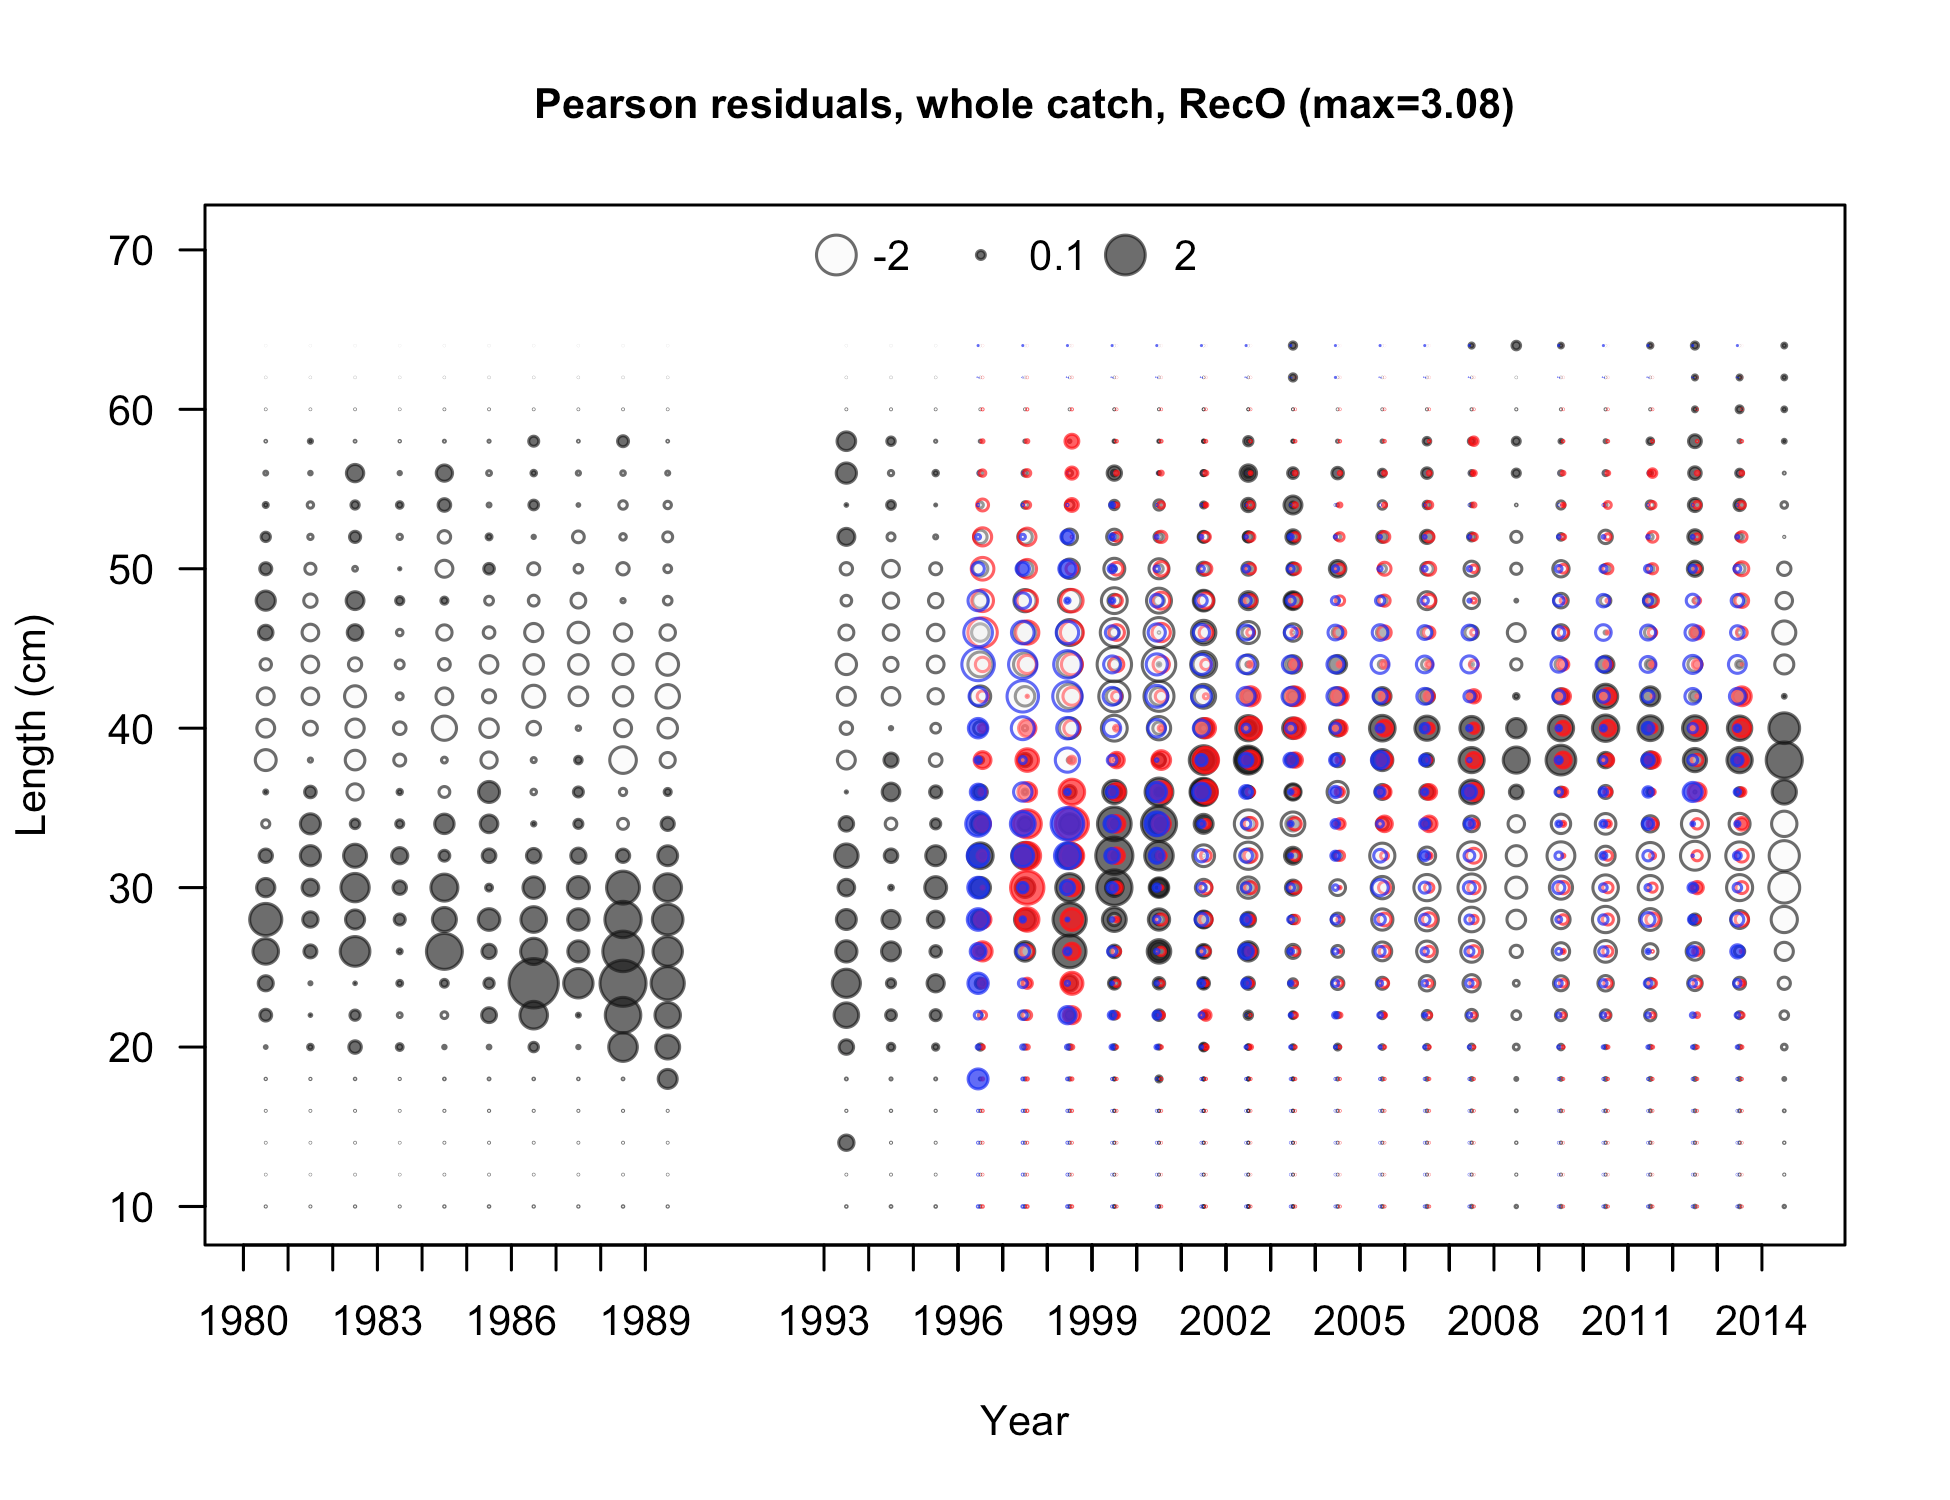 Pearson residuals, whole catch, RecO (max=3.08)
-2 0.1 2
70
60
50
40
30
20
10
Length (cm)
1980 1983 1986 1989 1993 1996 1999 2002 2005 2008 2011 2014
Year